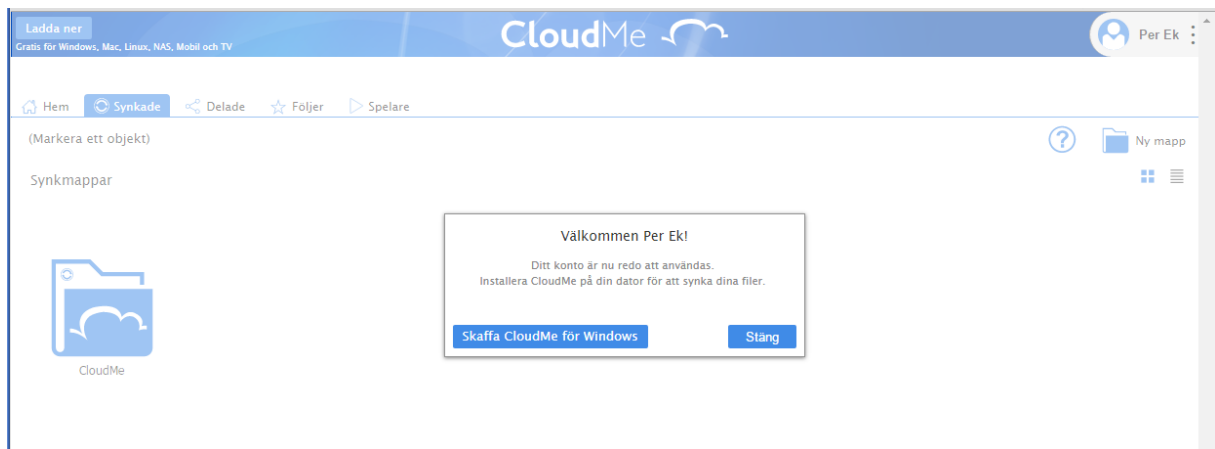 Ladda ner
Gratis för Windows, Mac, Linux, NAS, Mobil och TV
CloudMe
Per Ek
Hem Synkade Delade Följer Spelare
(Markera ett objekt)
? Ny mapp
Synkmappar
Välkommen Per Ek!
Ditt konto är nu redo att användas.
Installera CloudMe på din dator för att synka dina filer.
Skaffa CloudMe för Windows Stäng
CloudMe